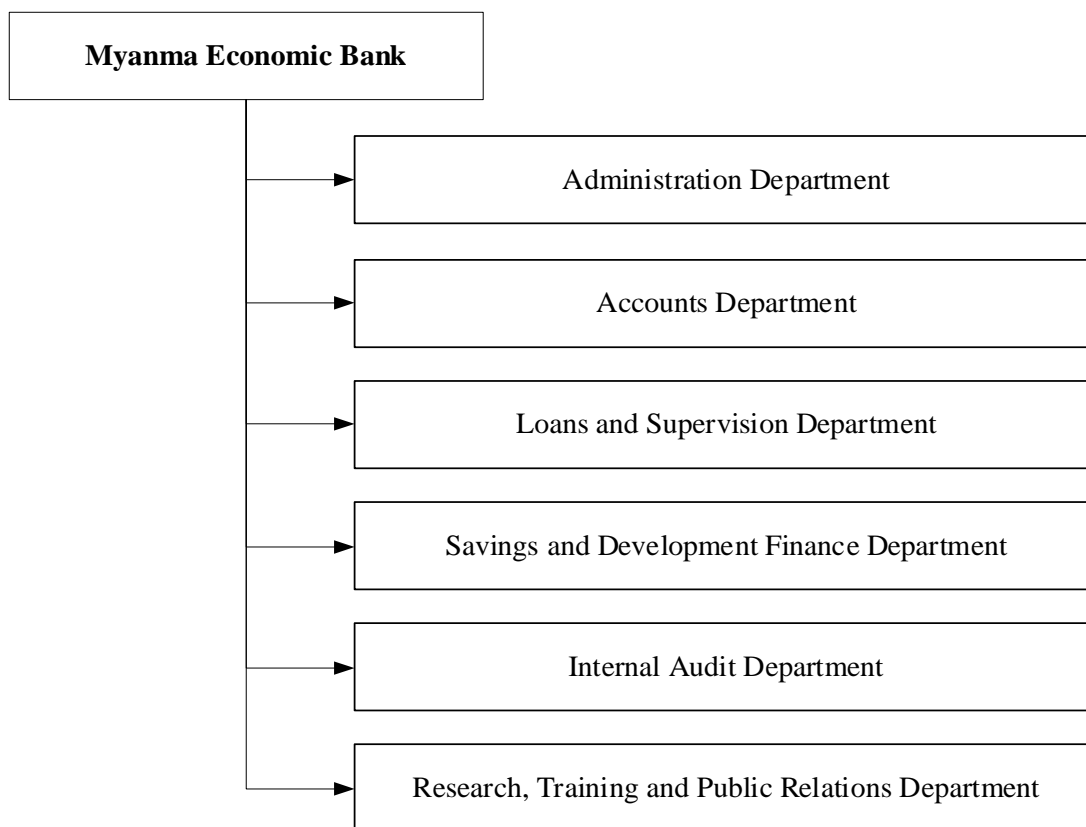 Myanma Economic Bank
Administration Department
Accounts Department
Loans and Supervision Department
Savings and Development Finance Department
Internal Audit Department
Research, Training and Public Relations Department